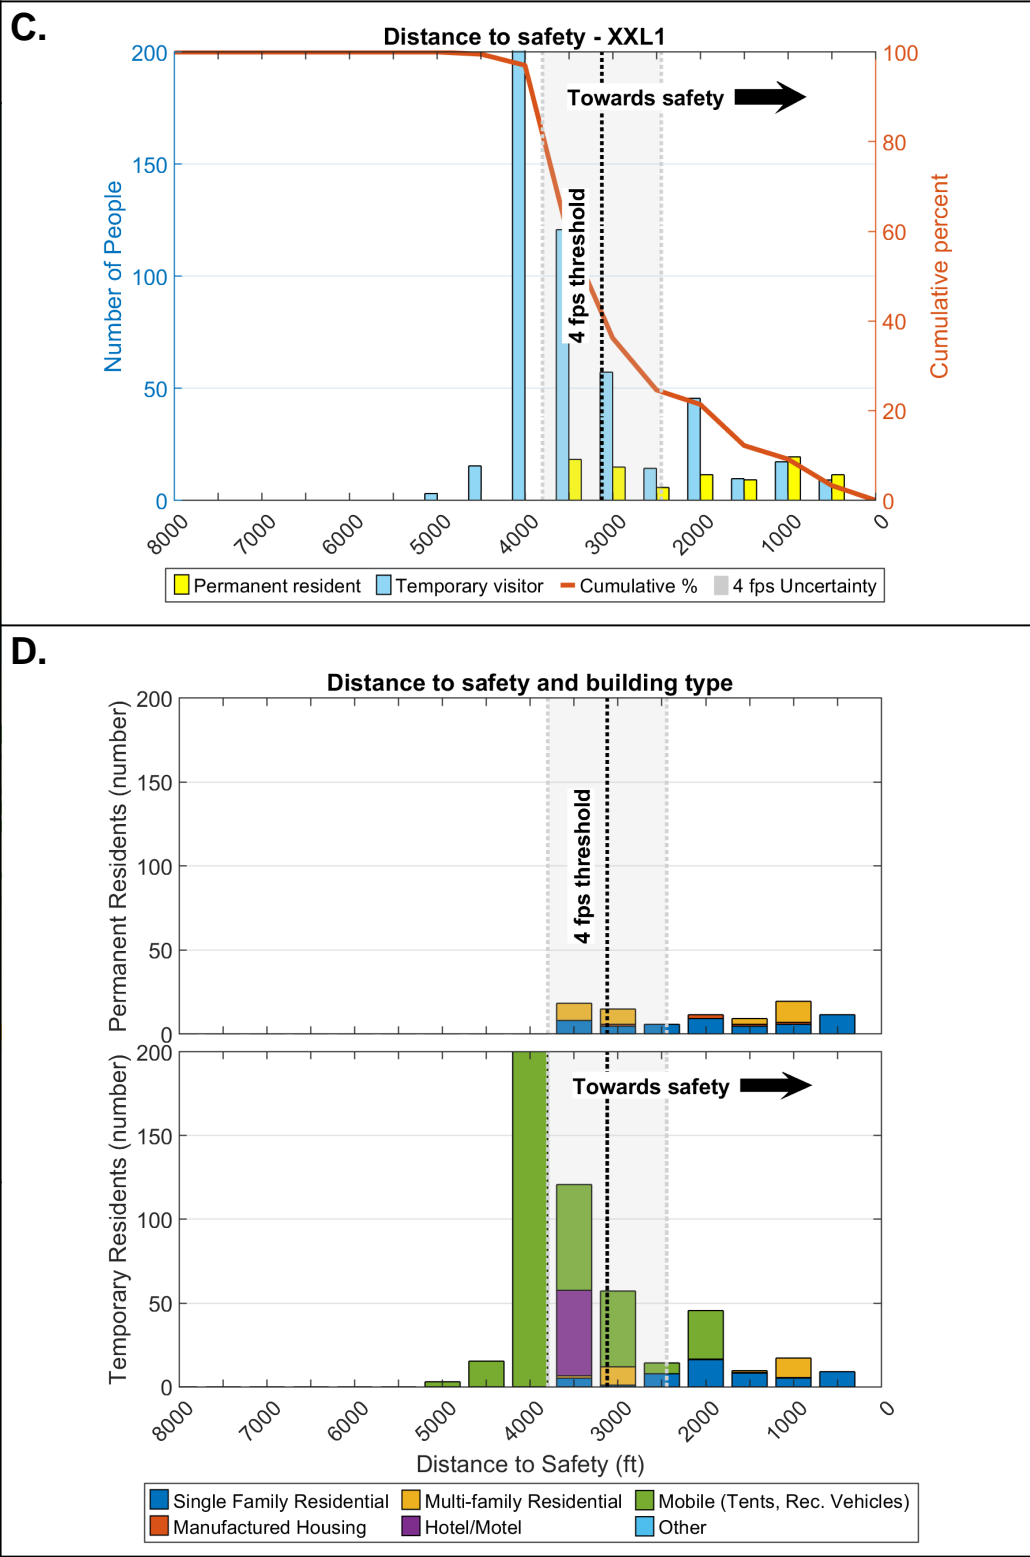 C.
Distance to safety - XXL1
200
150
100
50
0
Number of People
100
80
60
40
20
0
Cumulative percent
Towards safety
4 fps threshold
8000 7000 6000 5000 4000 3000 2000 1000 0
Permanent resident Temporary visitor Cumulative % 4 fps Uncertainty
D.
Distance to safety and building type
200
150
100
50
0
Permanent Residents (number)
4 fps threshold
200
150
100
50
0
Temporary Residents (number)
Towards safety
8000 7000 6000 5000 4000 3000 2000 1000 0
Distance to Safety (ft)
Single Family Residential Multi-family Residential Mobile (Tents, Rec. Vehicles)
Manufactured Housing Hotel/Motel Other